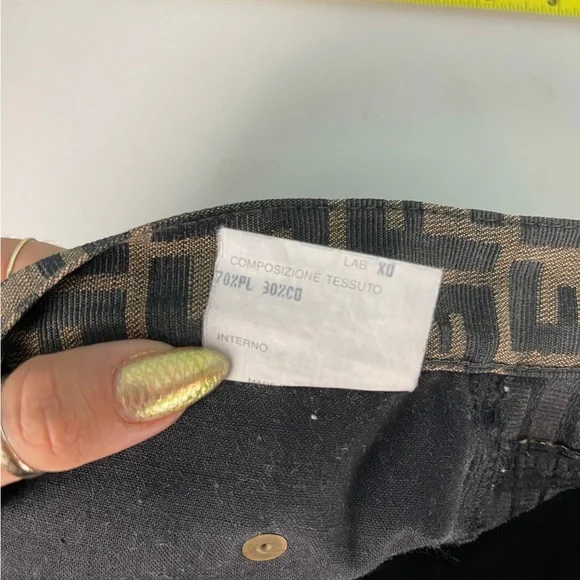 LAB. XO
COMPOSIZIONE TESSUTO
70%PL 30%CO
INTERNO